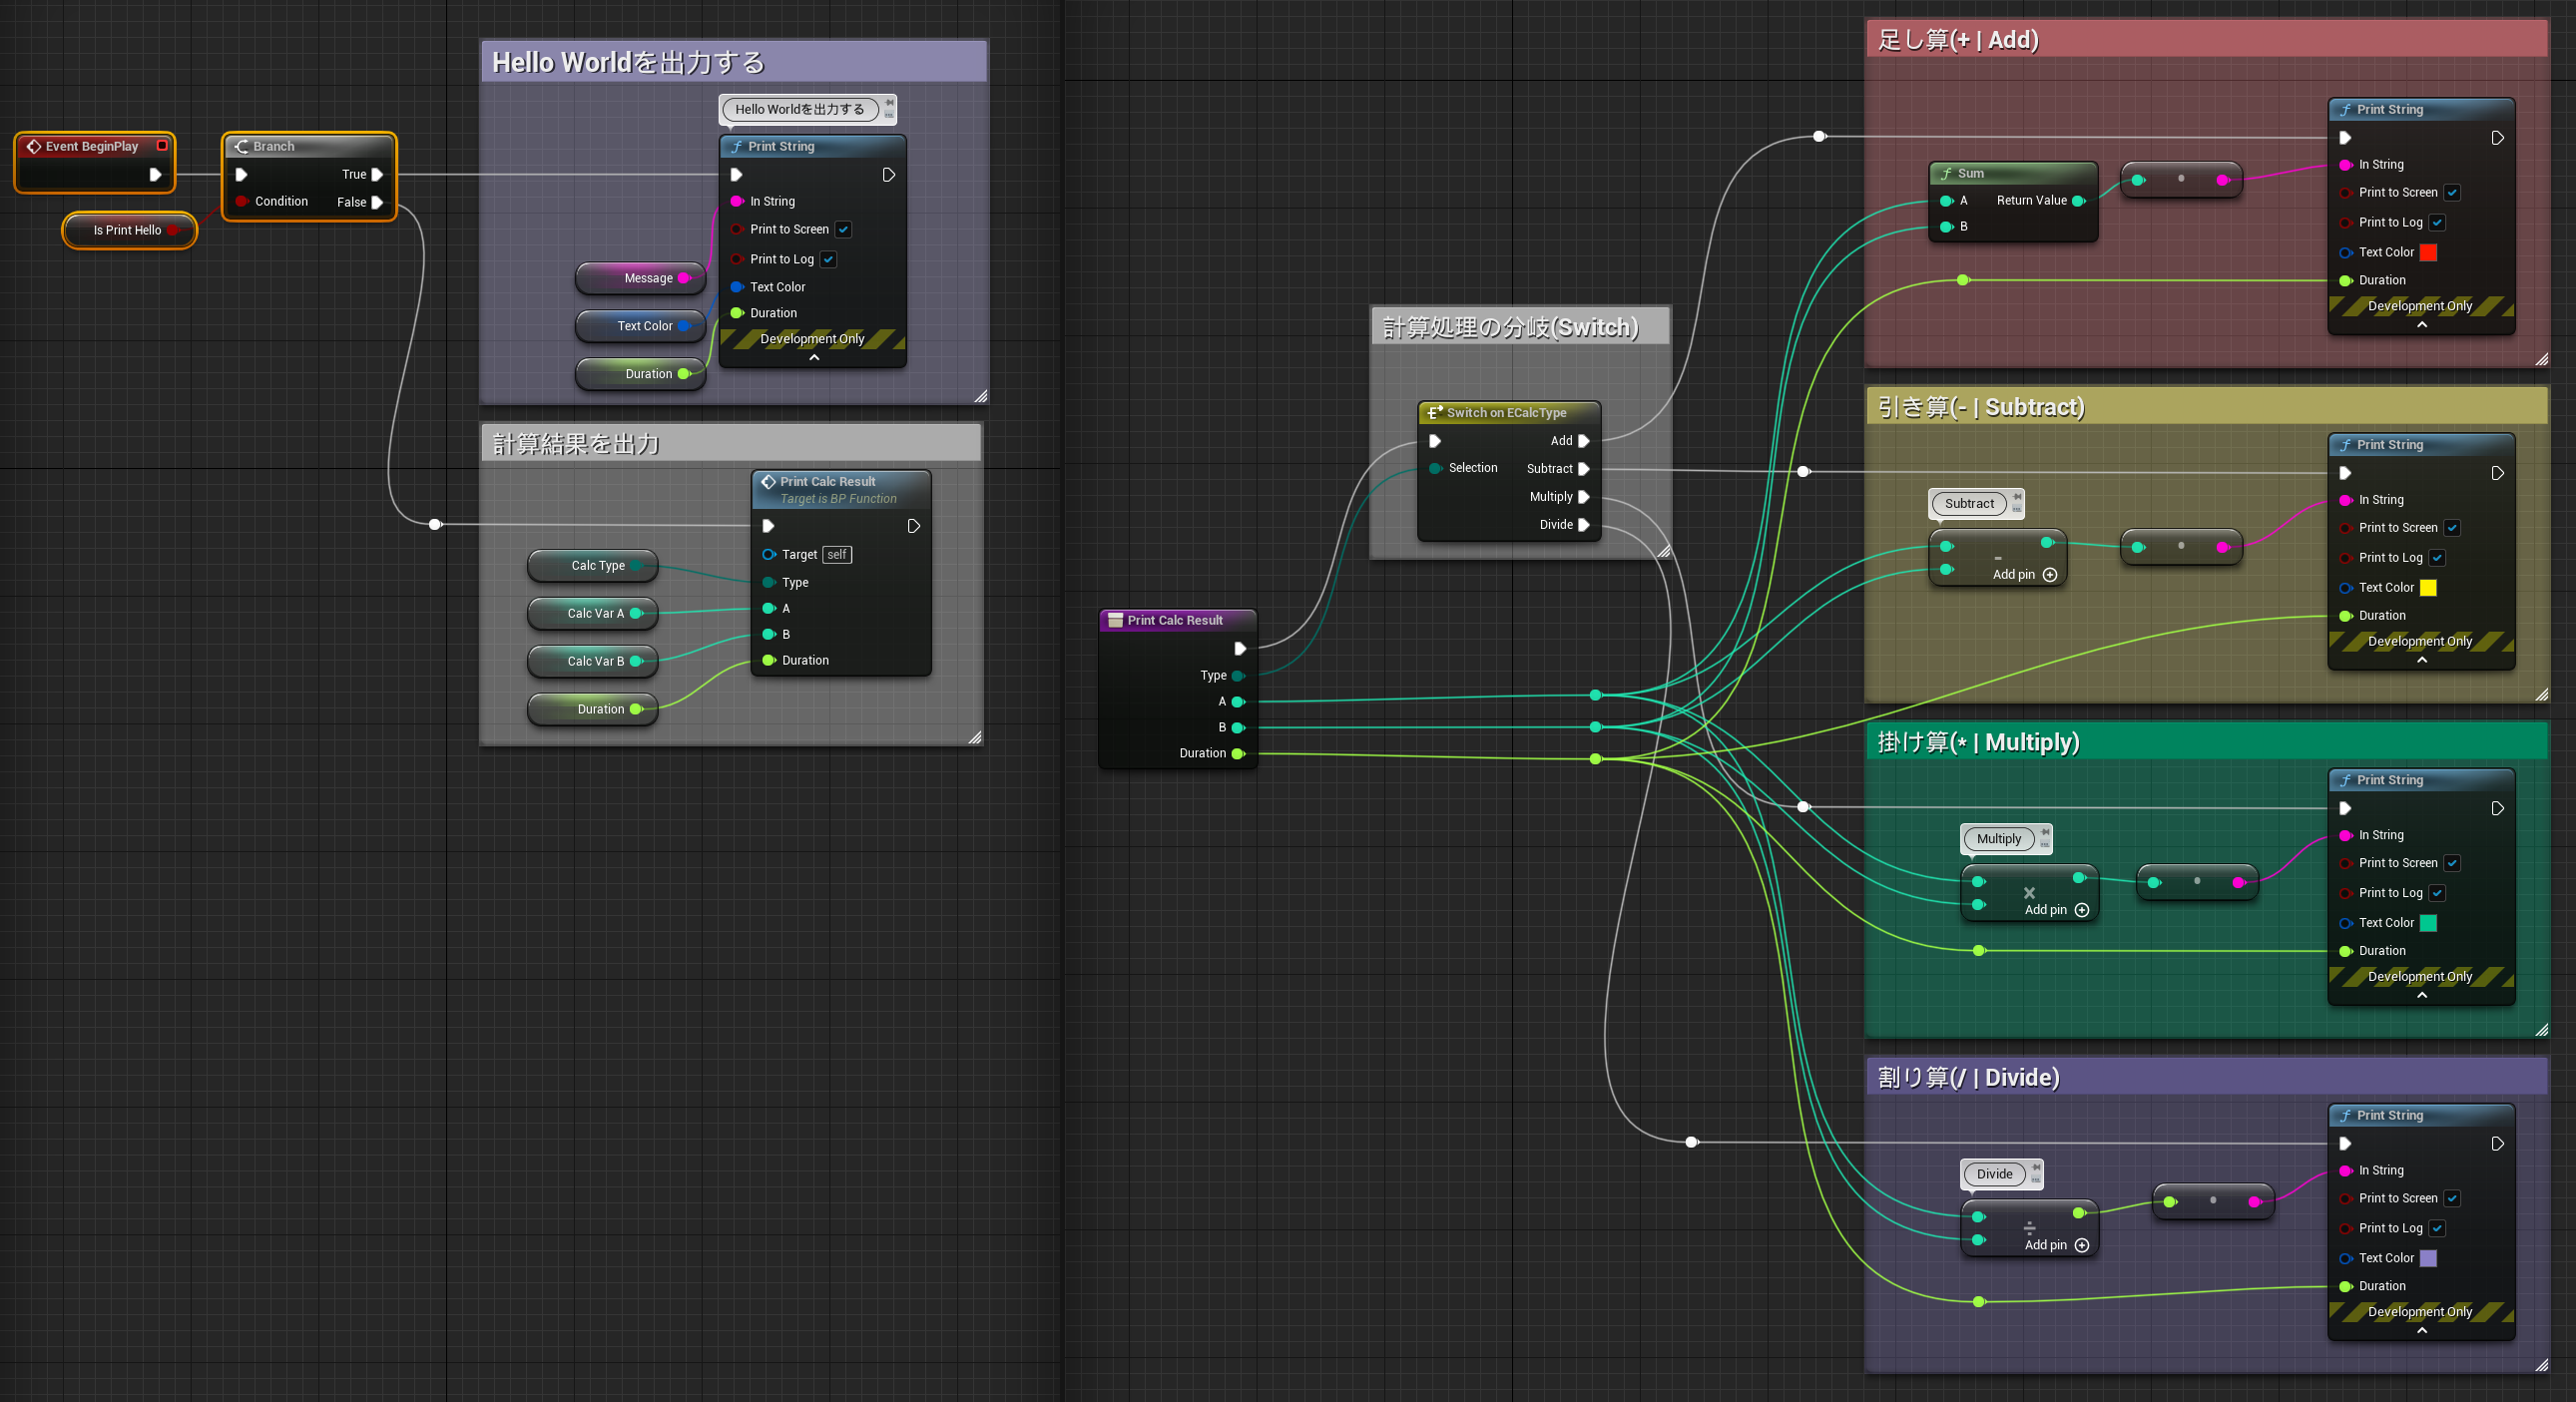 Event BeginPlay
Is Print Hello
Branch
Condition
True
False
Hello Worldを出力する
Hello Worldを出力する
Print String
In String
Print to Screen
Print to Log
Text Color
Duration
Development Only
Message
Text Color
Duration
計算結果を出力
Print Calc Result
Target is BP Function
Target self
Type
A
B
Duration
Calc Type
Calc Var A
Calc Var B
Duration
Print Calc Result
Type
A
B
Duration
計算処理の分岐(Switch)
Switch on ECalcType
Selection
Add
Subtract
Multiply
Divide
足し算(+ | Add)
Sum
A Return Value
B
Print String
In String
Print to Screen
Print to Log
Text Color
Duration
Development Only
引き算(- | Subtract)
Subtract
-
Add pin
Print String
In String
Print to Screen
Print to Log
Text Color
Duration
Development Only
掛け算(* | Multiply)
Multiply
×
Add pin
Print String
In String
Print to Screen
Print to Log
Text Color
Duration
Development Only
割り算(/ | Divide)
Divide
÷
Add pin
Print String
In String
Print to Screen
Print to Log
Text Color
Duration
Development Only